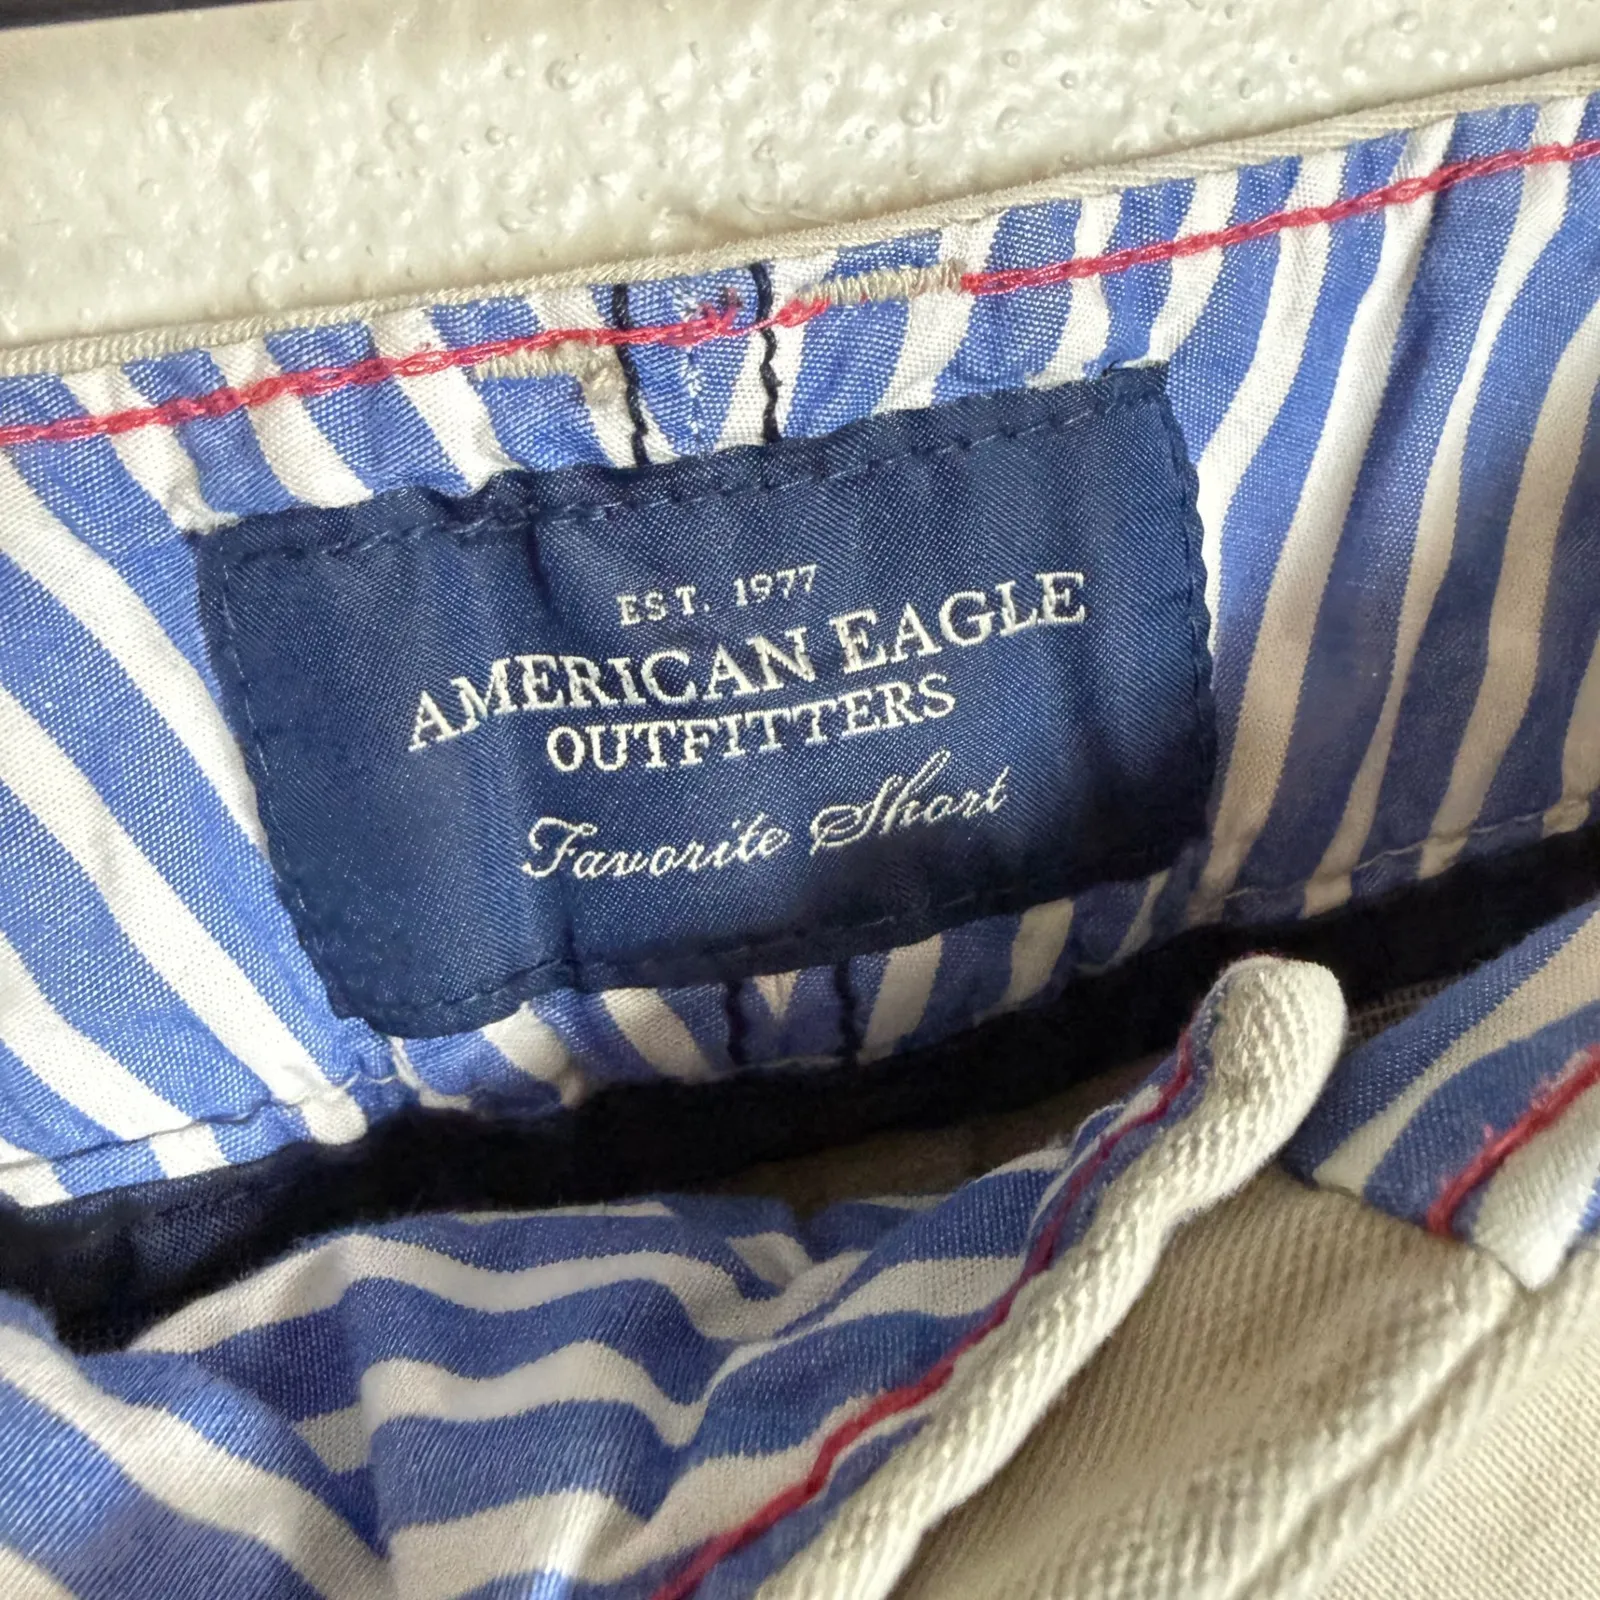 EST. 1977
AMERICAN EAGLE
OUTFITTERS
Favorite Short